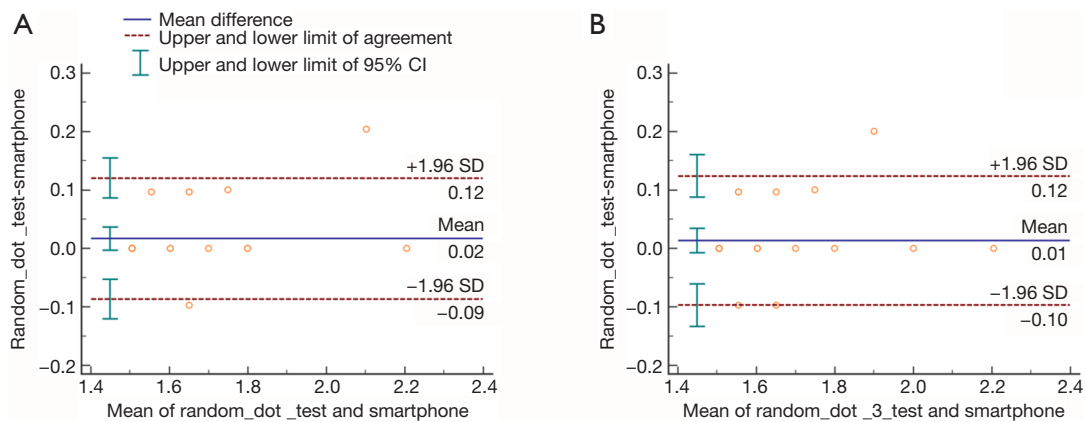 A
Mean difference
Upper and lower limit of agreement
Upper and lower limit of 95% CI
Random_dot _test-smartphone
0.3
0.2
0.1
0.0
−0.1
−0.2
+1.96 SD
0.12
Mean
0.02
−1.96 SD
−0.09
1.4 1.6 1.8 2.0 2.2 2.4
Mean of random_dot _test and smartphone
B
Random_dot _test-smartphone
0.3
0.2
0.1
0.0
−0.1
−0.2
+1.96 SD
0.12
Mean
0.01
−1.96 SD
−0.10
1.4 1.6 1.8 2.0 2.2 2.4
Mean of random_dot _3_test and smartphone